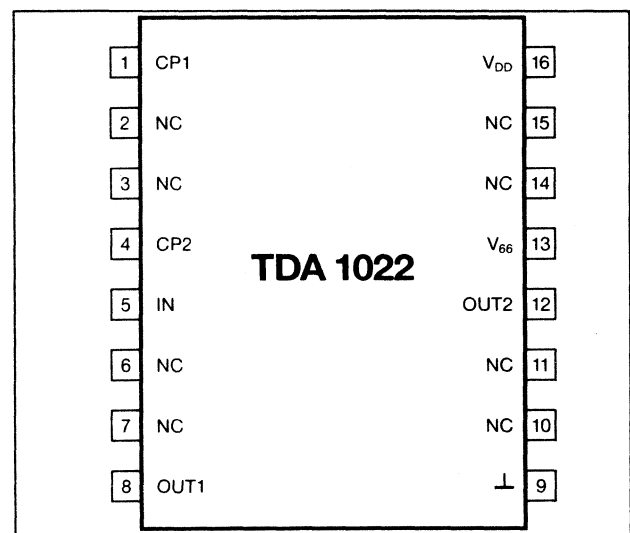 1 CP1 V_DD 16
2 NC NC 15
3 NC NC 14
4 CP2 V_66 13
TDA 1022
5 IN OUT2 12
6 NC NC 11
7 NC NC 10
8 OUT1 ⊥ 9